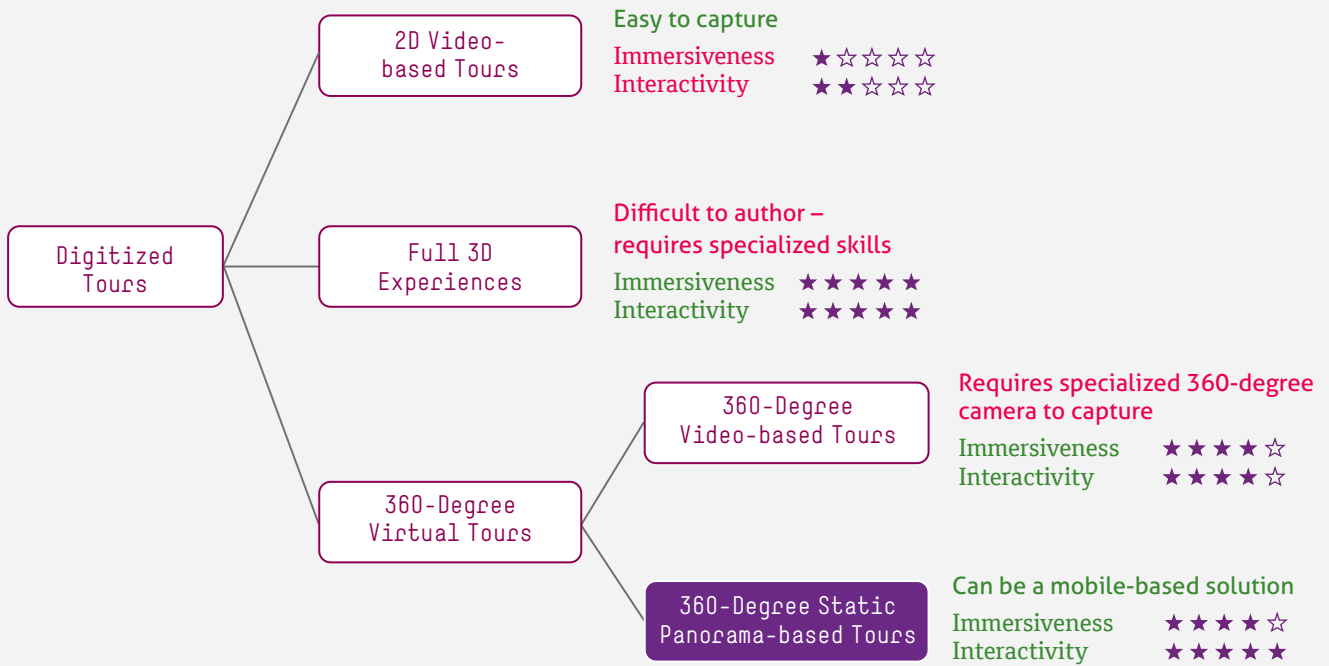 2D Video-
based Tours
Easy to capture
Immersiveness ★☆☆☆☆
Interactivity ★★☆☆☆
Digitized
Tours
Full 3D
Experiences
Difficult to author –
requires specialized skills
Immersiveness ★★★★★
Interactivity ★★★★★
360-Degree
Video-based Tours
Requires specialized 360-degree
camera to capture
Immersiveness ★★★★☆
Interactivity ★★★★☆
360-Degree
Virtual Tours
360-Degree Static
Panorama-based Tours
Can be a mobile-based solution
Immersiveness ★★★★☆
Interactivity ★★★★★